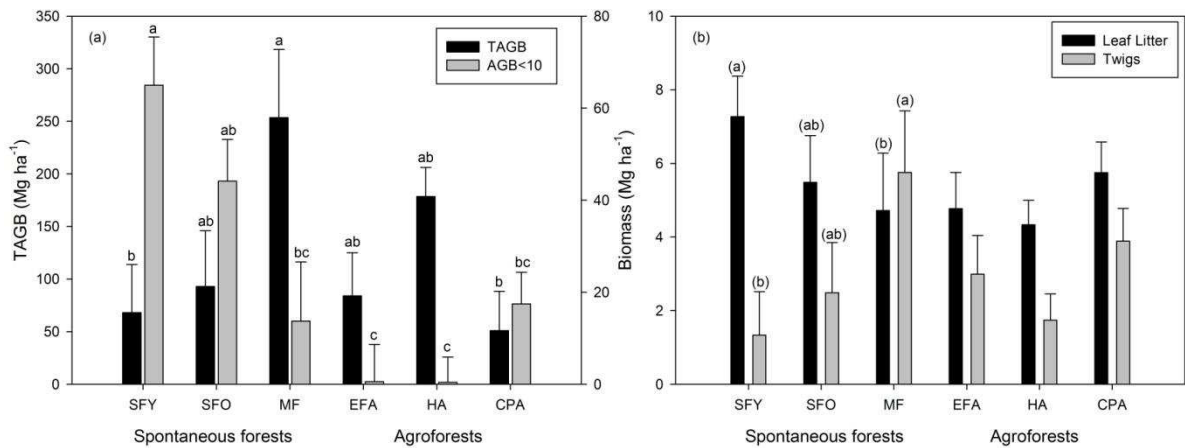 (a)
TAGB
AGB<10
TAGB (Mg ha⁻¹)
350
300
250
200
150
100
50
0
80
60
40
20
0
b
a
ab
ab
a
bc
ab
c
ab
c
b
bc
SFY SFO MF EFA HA CPA
Spontaneous forests Agroforests
(b)
Leaf Litter
Twigs
Biomass (Mg ha⁻¹)
10
8
6
4
2
0
(a)
(b)
(ab)
(ab)
(b)
(a)
SFY SFO MF EFA HA CPA
Spontaneous forests Agroforests